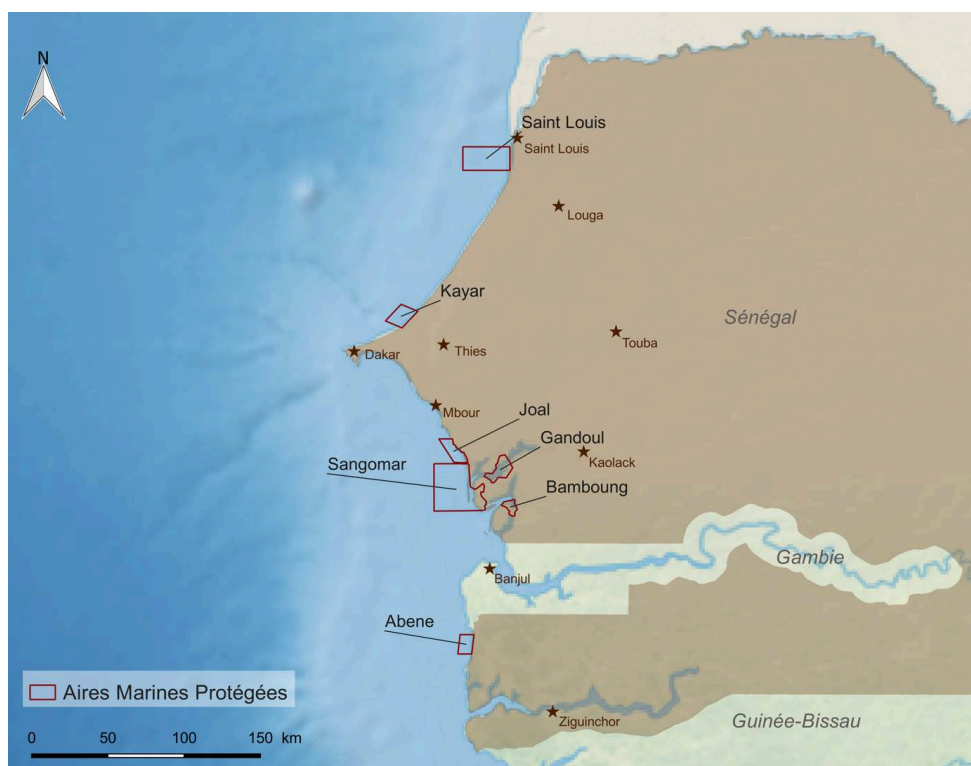 N
Saint Louis
Saint Louis
Louga
Kayar
Sénégal
Touba
Dakar
Thies
Mbour
Joal
Gandoul
Kaolack
Sangomar
Bamboung
Gambie
Banjul
Abene
Aires Marines Protégées
Ziguinchor
Guinée-Bissau
0 50 100 150 km